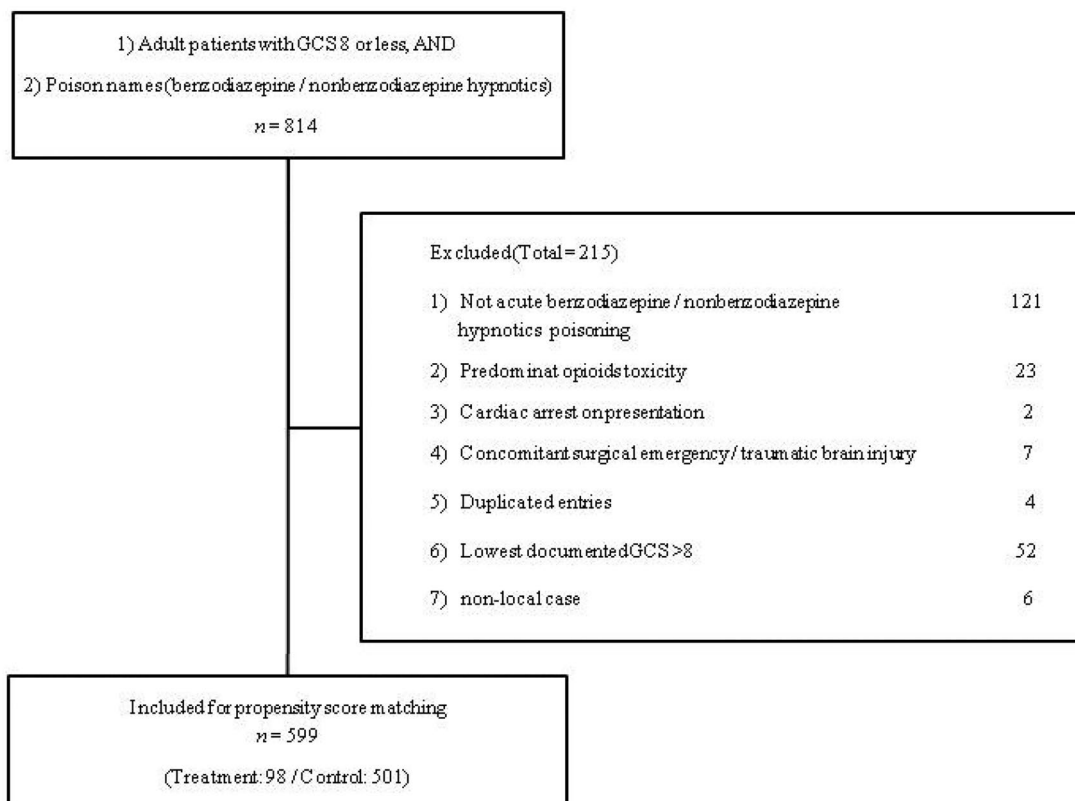 1) Adult patients with GCS 8 or less, AND
2) Poison names (benzodiazepine / nonbenzodiazepine hypnotics)
n = 814
Excluded (Total = 215)
1) Not acute benzodiazepine / nonbenzodiazepine 121
hypnotics poisoning
2) Predominat opioids toxicity 23
3) Cardiac arrest on presentation 2
4) Concomitant surgical emergency / traumatic brain injury 7
5) Duplicated entries 4
6) Lowest documented GCS >8 52
7) non-local case 6
Included for propensity score matching
n = 599
(Treatment: 98 / Control: 501)